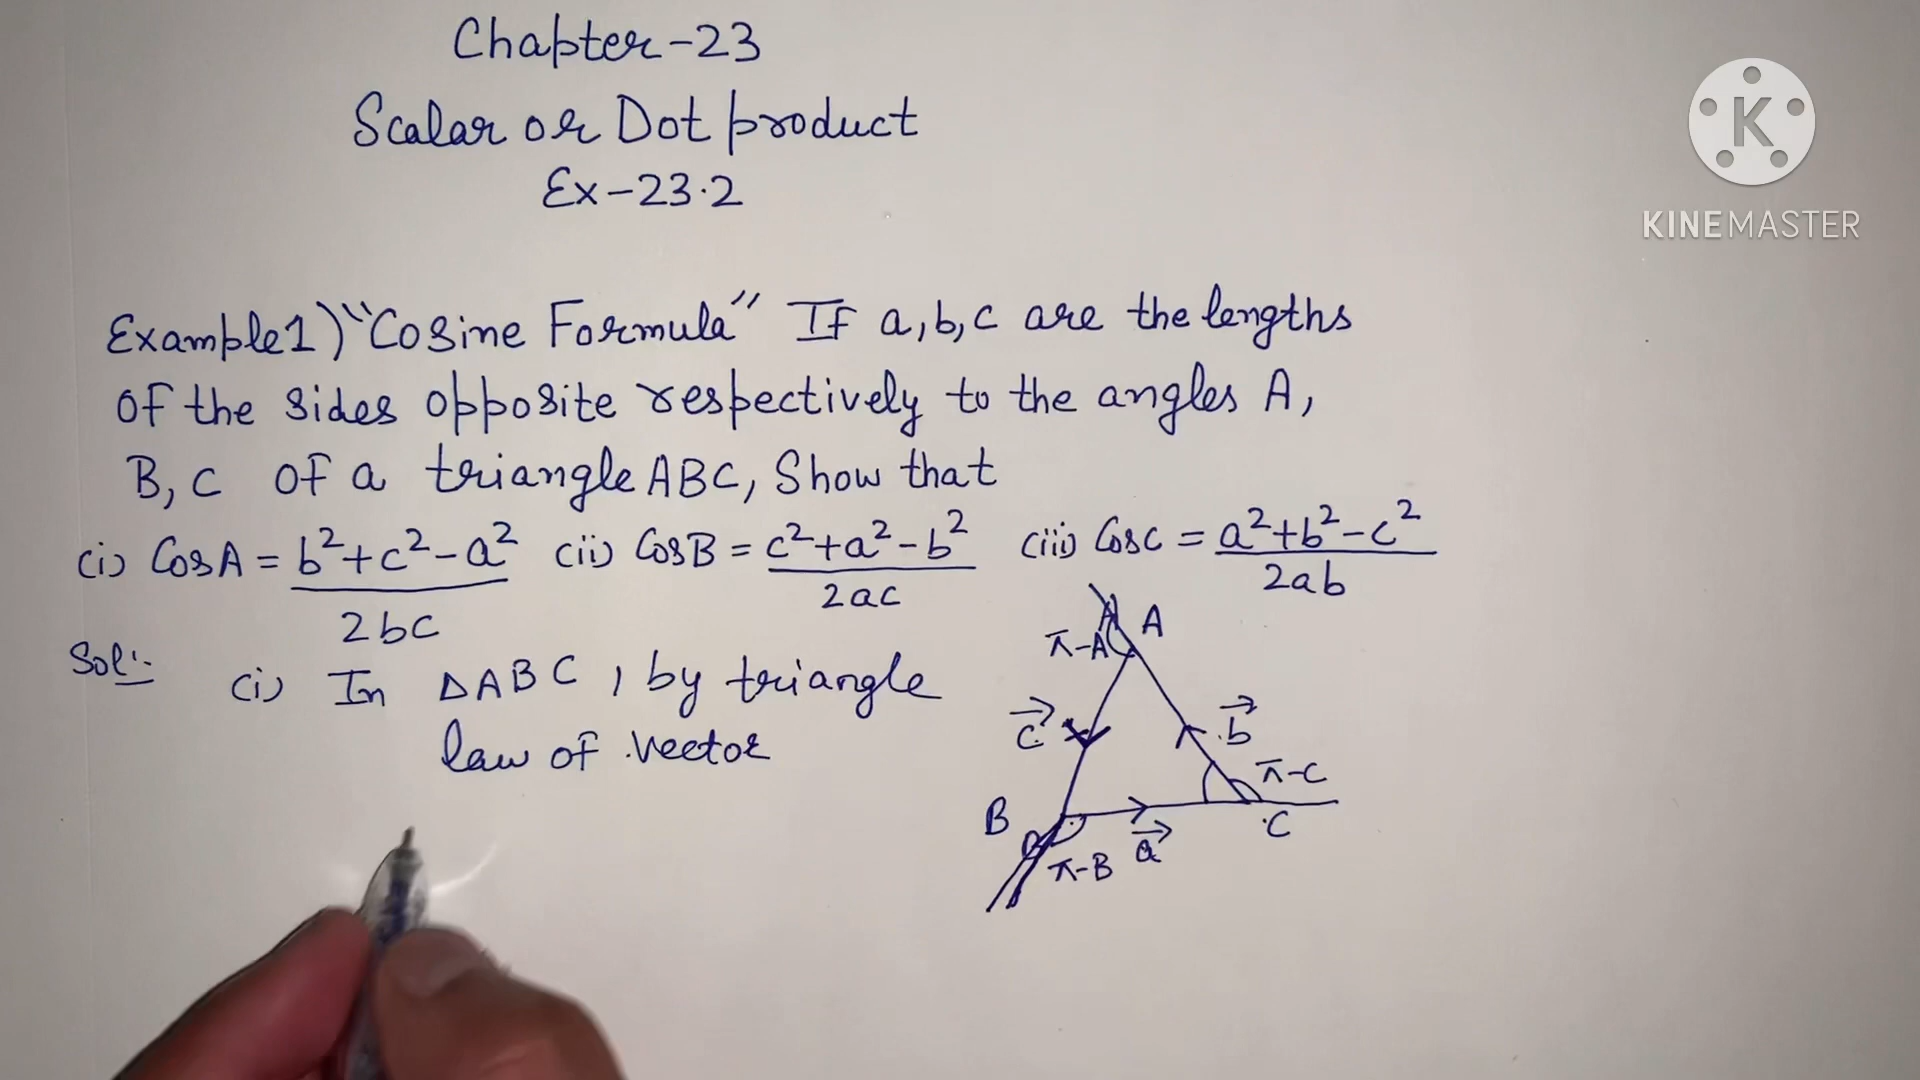 Chapter-23
Scalar or Dot product
Ex-23.2
K
KINEMASTER
Example1) "Cosine Formula" If a, b, c are the lengths
of the sides opposite respectively to the angles A,
B, C of a triangle ABC, Show that
(i) CosA = b²+c²-a²/2bc (ii) CosB = c²+a²-b²/2ac (iii) Cosc = a²+b²-c²/2ab
Sol:-
(i) In △ABC, by triangle
law of vector
A
π-A
c⃗
b⃗
π-C
B
C
a⃗
π-B